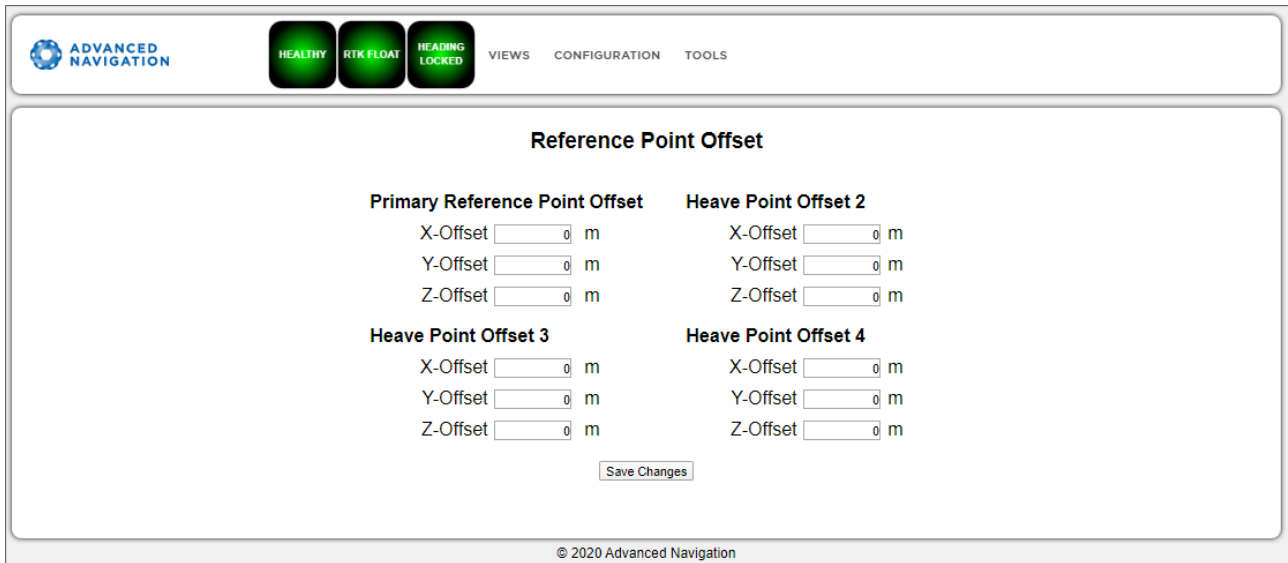 ADVANCED
NAVIGATION
HEALTHY
RTK FLOAT
HEADING
LOCKED
VIEWS CONFIGURATION TOOLS
Reference Point Offset
Primary Reference Point Offset
X-Offset 0 m
Y-Offset 0 m
Z-Offset 0 m
Heave Point Offset 2
X-Offset 0 m
Y-Offset 0 m
Z-Offset 0 m
Heave Point Offset 3
X-Offset 0 m
Y-Offset 0 m
Z-Offset 0 m
Heave Point Offset 4
X-Offset 0 m
Y-Offset 0 m
Z-Offset 0 m
Save Changes
© 2020 Advanced Navigation